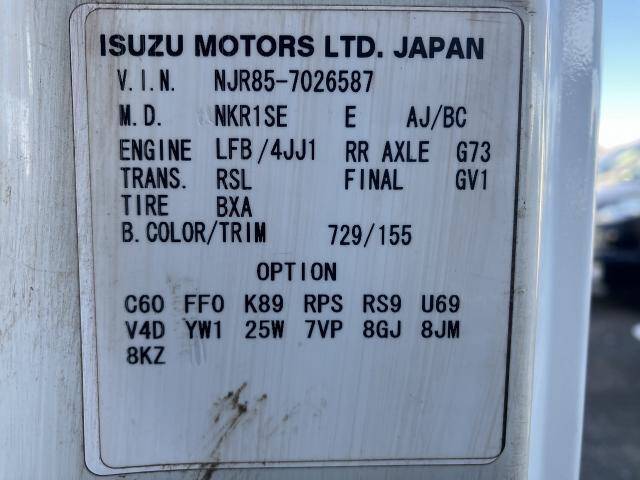 ISUZU MOTORS LTD. JAPAN
V.I.N. NJR85-7026587
M.D. NKR1SE E AJ/BC
ENGINE LFB/4JJ1 RR AXLE G73
TRANS. RSL FINAL GV1
TIRE BXA
B.COLOR/TRIM 729/155
OPTION
C60 FF0 K89 RPS RS9 U69
V4D YW1 25W 7VP 8GJ 8JM
8KZ